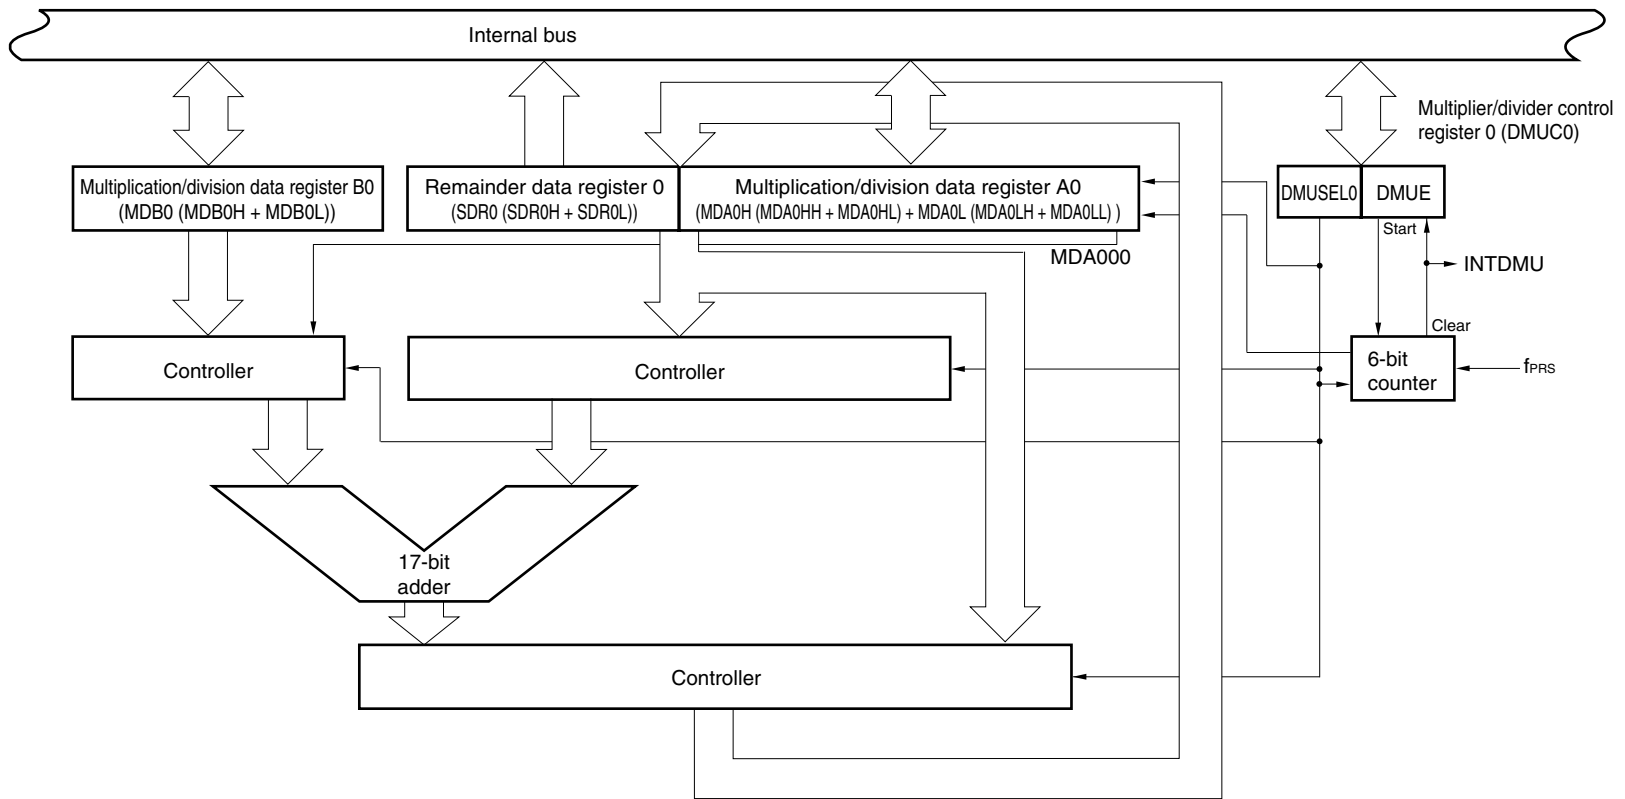 Internal bus
Multiplier/divider control
register 0 (DMUC0)
Multiplication/division data register B0
(MDB0 (MDB0H + MDB0L))
Remainder data register 0
(SDR0 (SDR0H + SDR0L))
Multiplication/division data register A0
(MDA0H (MDA0HH + MDA0HL) + MDA0L (MDA0LH + MDA0LL) )
DMUSEL0
DMUE
Start
MDA000
INTDMU
Clear
Controller
Controller
6-bit
counter
fPRS
17-bit
adder
Controller